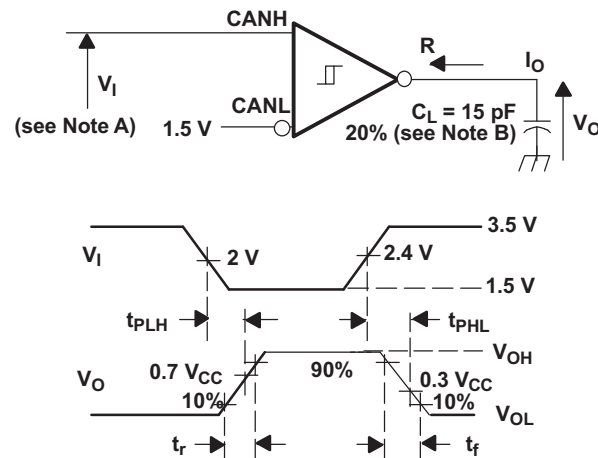 CANH
R
I_O
V_I
(see Note A)
CANL
1.5 V
C_L = 15 pF
20% (see Note B)
V_O
V_I
2 V
2.4 V
3.5 V
1.5 V
t_PLH
t_PHL
V_O
0.7 V_CC
10%
90%
V_OH
0.3 V_CC
10%
V_OL
t_r
t_f